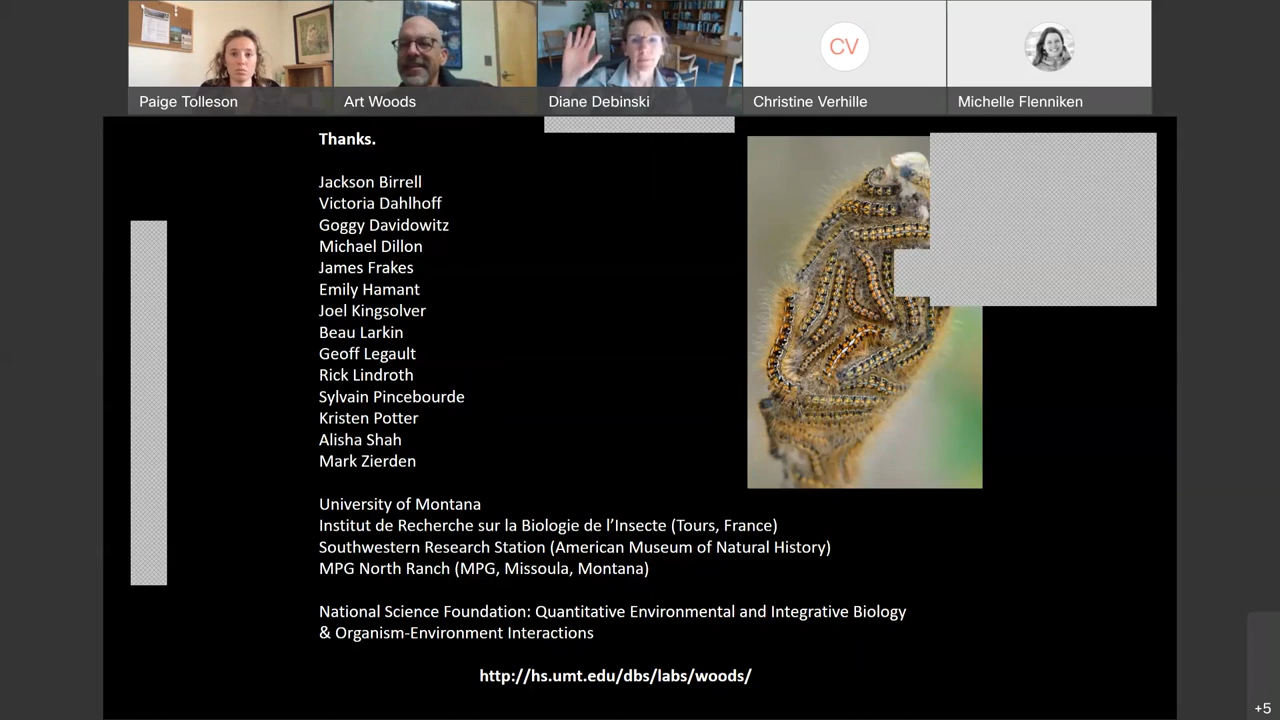 Paige Tolleson
Art Woods
Diane Debinski
CV
Christine Verhille
Michelle Flenniken
Thanks.
Jackson Birrell
Victoria Dahlhoff
Goggy Davidowitz
Michael Dillon
James Frakes
Emily Hamant
Joel Kingsolver
Beau Larkin
Geoff Legault
Rick Lindroth
Sylvain Pincebourde
Kristen Potter
Alisha Shah
Mark Zierden
University of Montana
Institut de Recherche sur la Biologie de l’Insecte (Tours, France)
Southwestern Research Station (American Museum of Natural History)
MPG North Ranch (MPG, Missoula, Montana)
National Science Foundation: Quantitative Environmental and Integrative Biology
& Organism-Environment Interactions
http://hs.umt.edu/dbs/labs/woods/
+5